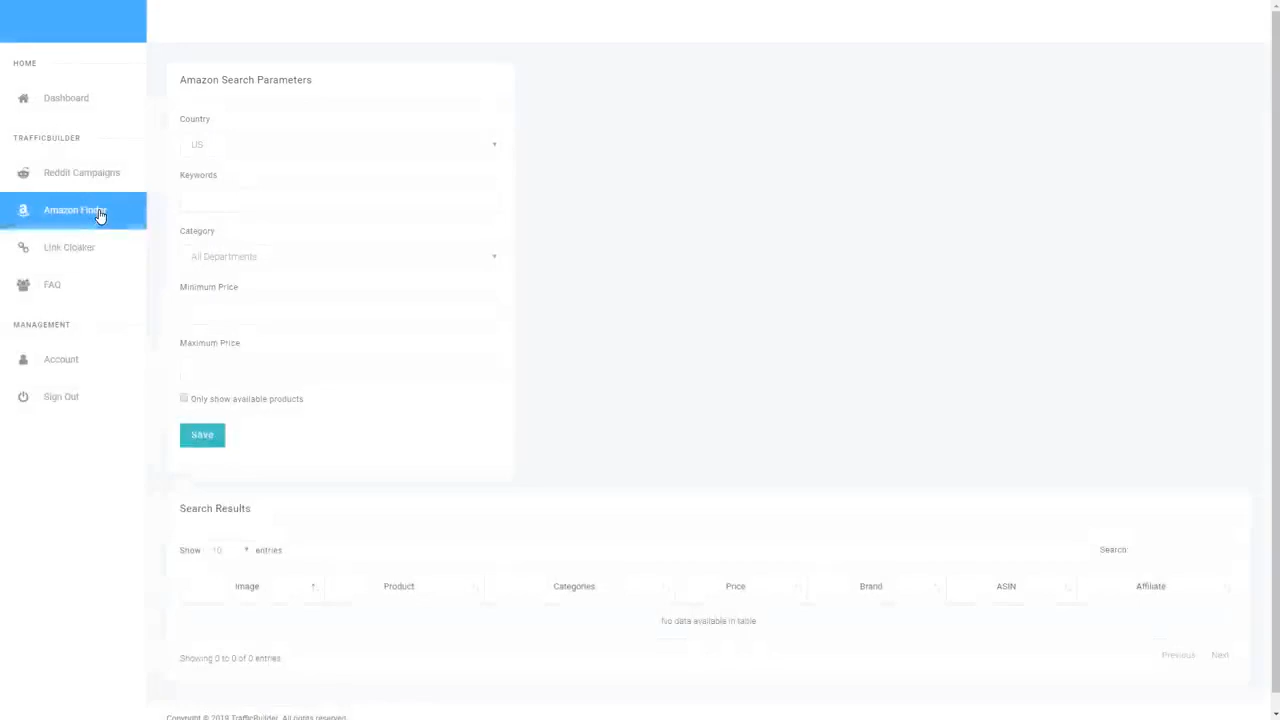 HOME
Dashboard
TRAFFICBUILDER
Reddit Campaigns
Amazon Finder
Link Cloaker
FAQ
MANAGEMENT
Account
Sign Out
Amazon Search Parameters
Country
US
Keywords
Category
All Departments
Minimum Price
Maximum Price
Only show available products
Save
Search Results
Show 10 entries
Search:
Image Product Categories Price Brand ASIN Affiliate
No data available in table
Showing 0 to 0 of 0 entries
Previous Next
Copyright © 2019 TrafficBuilder. All rights reserved.